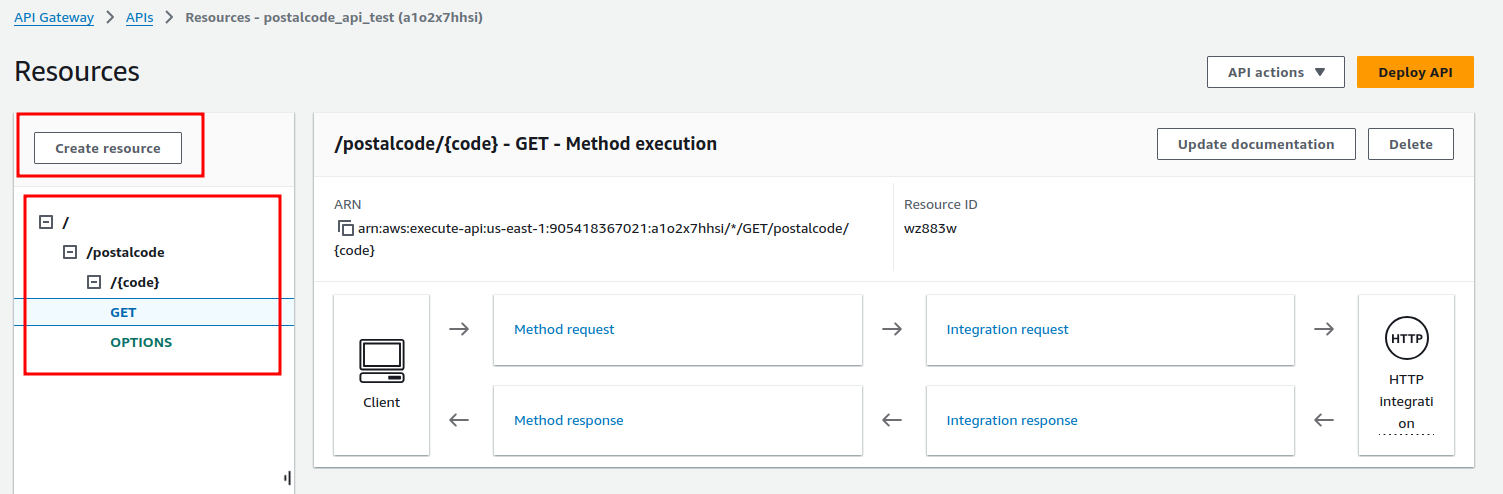 API Gateway > APIs > Resources - postalcode_api_test (a1o2x7hhsi)
Resources
API actions ▼
Deploy API
Create resource
/
/postalcode
/{code}
GET
OPTIONS
/postalcode/{code} - GET - Method execution
Update documentation
Delete
ARN
arn:aws:execute-api:us-east-1:905418367021:a1o2x7hhsi/*/GET/postalcode/
{code}
Resource ID
wz883w
Client
Method request
Integration request
Method response
Integration response
HTTP
HTTP
integrati
on